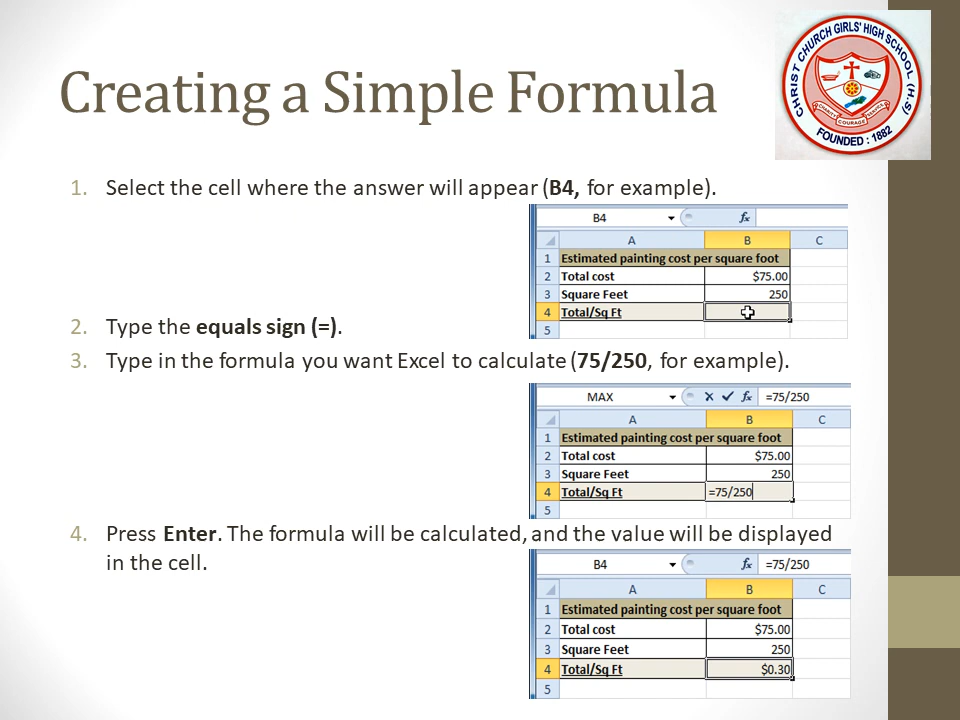 Creating a Simple Formula
CHRIST CHURCH GIRLS' HIGH SCHOOL (H.S)
CHARITY COURAGE SERVICE
FOUNDED : 1882
1. Select the cell where the answer will appear (B4, for example).
B4 fx
A B C
1 Estimated painting cost per square foot
2 Total cost $75.00
3 Square Feet 250
4 Total/Sq Ft
5
2. Type the equals sign (=).
3. Type in the formula you want Excel to calculate (75/250, for example).
MAX fx =75/250
A B C
1 Estimated painting cost per square foot
2 Total cost $75.00
3 Square Feet 250
4 Total/Sq Ft =75/250
5
4. Press Enter. The formula will be calculated, and the value will be displayed
in the cell.
B4 fx =75/250
A B C
1 Estimated painting cost per square foot
2 Total cost $75.00
3 Square Feet 250
4 Total/Sq Ft $0.30
5